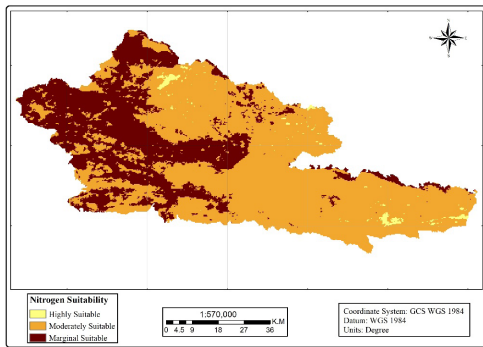 N
W
E
S
Nitrogen Suitability
Highly Suitable
Moderately Suitable
Marginal Suitable
1:570,000
0 4.5 9 18 27 36 K.M
Coordinate System: GCS WGS 1984
Datum: WGS 1984
Units: Degree